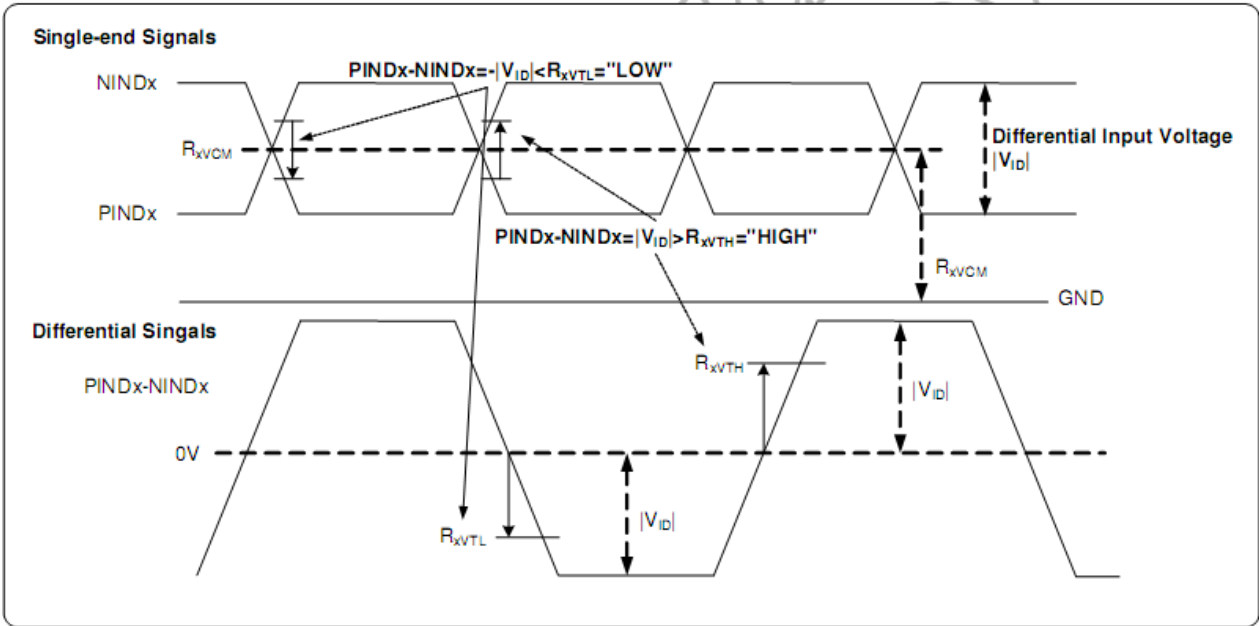 Single-end Signals
PINDx-NINDx=-|VID|<RxVTL="LOW"
NINDx
RxVCM
Differential Input Voltage
|VID|
PINDx
PINDx-NINDx=|VID|>RxVTH="HIGH"
RxVCM
GND
Differential Singals
RxVTH
PINDx-NINDx
|VID|
0V
|VID|
RxVTL